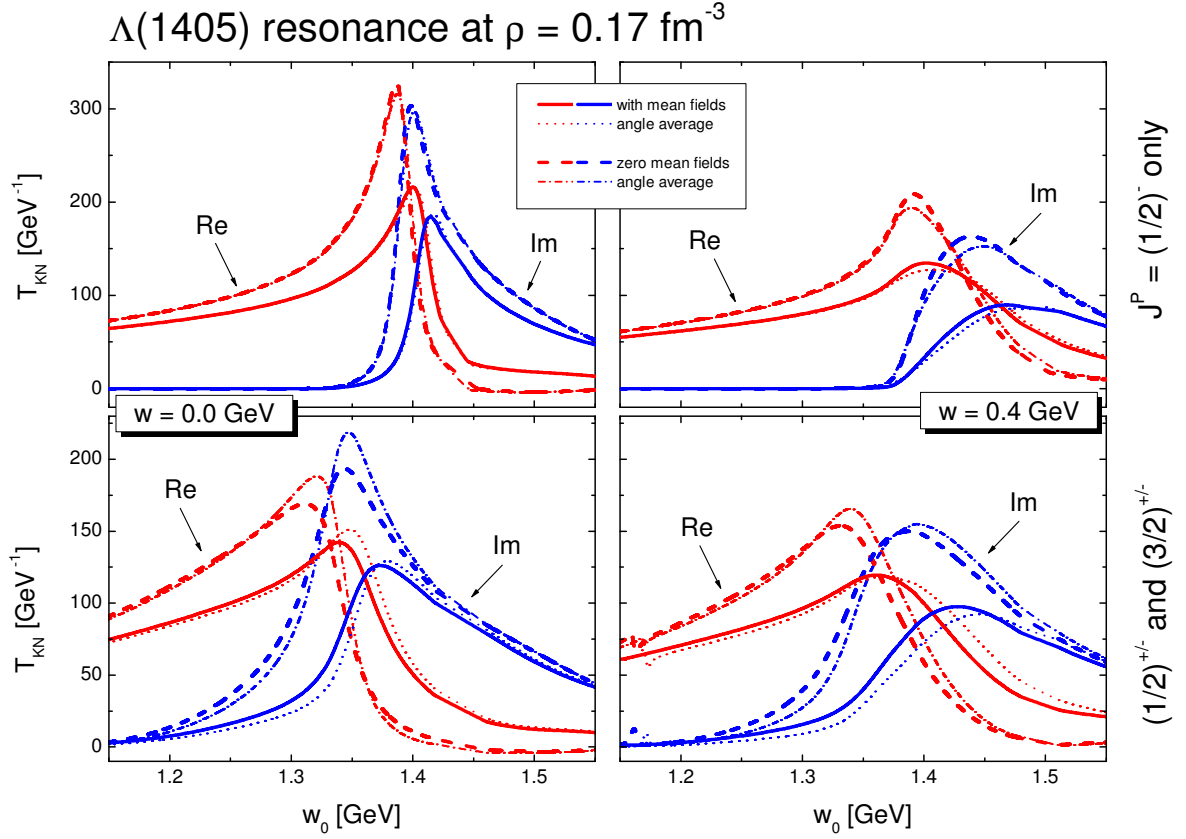 Λ(1405) resonance at ρ = 0.17 fm-3
with mean fields
angle average
zero mean fields
angle average
T_KN [GeV-1]
300
200
100
0
Re
Im
Re
Im
J^P = (1/2)- only
w = 0.0 GeV
w = 0.4 GeV
T_KN [GeV-1]
200
150
100
50
0
Re
Im
Re
Im
(1/2)+/- and (3/2)+/-
1.2 1.3 1.4 1.5
1.2 1.3 1.4 1.5
w_0 [GeV]
w_0 [GeV]